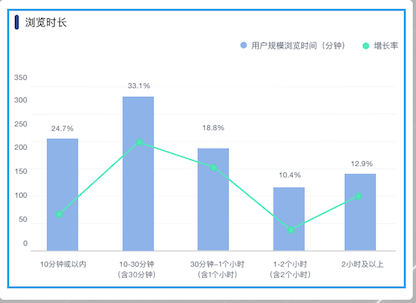 浏览时长
用户规模浏览时间（分钟） 增长率
350
300
250
200
150
100
50
0
24.7%
33.1%
18.8%
10.4%
12.9%
10分钟或以内
10-30分钟
（含30分钟）
30分钟–1个小时
（含1个小时）
1-2个小时
（含2个小时）
2小时及以上